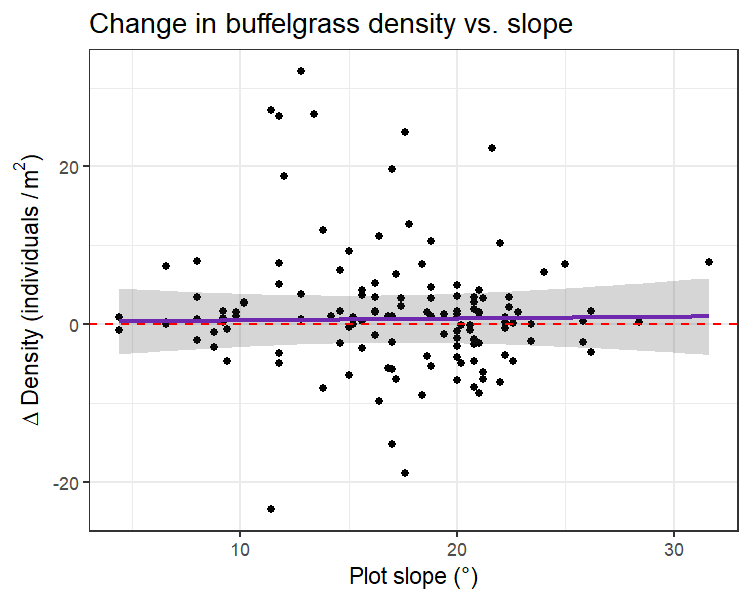 Change in buffelgrass density vs. slope
Δ Density (individuals / m²)
20
0
-20
10 20 30
Plot slope (°)